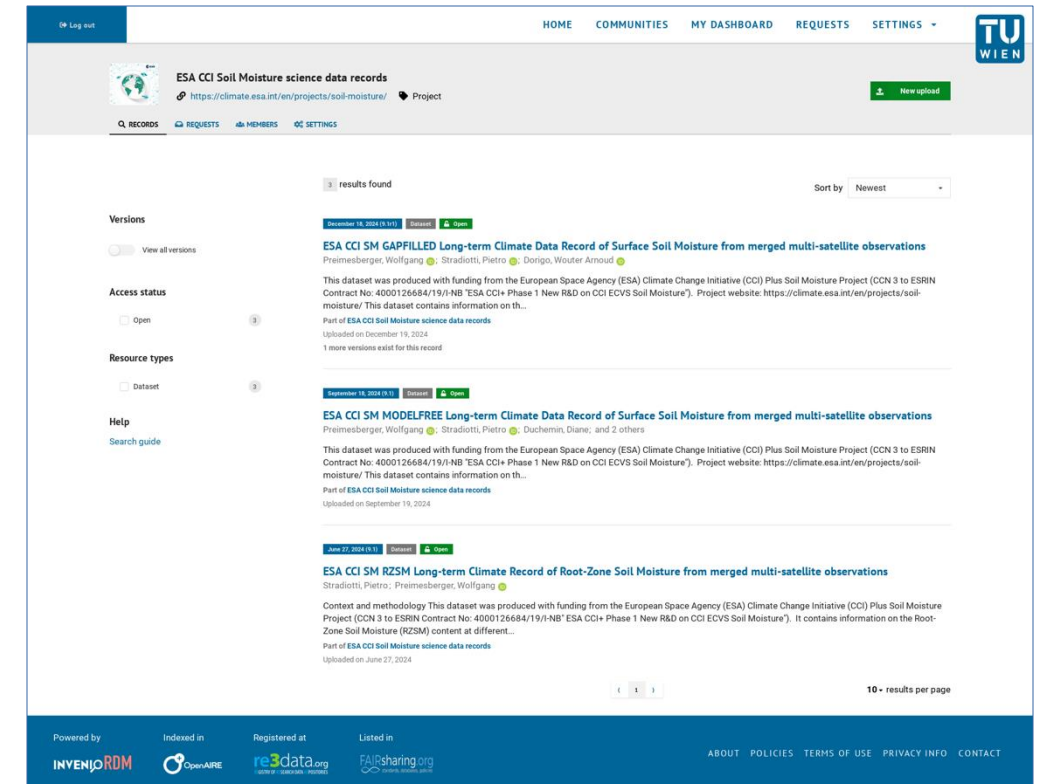 Log out
HOME COMMUNITIES MY DASHBOARD REQUESTS SETTINGS
TU
WIEN
ESA CCI Soil Moisture science data records
https://climate.esa.int/en/projects/soil-moisture/ Project
New upload
RECORDS REQUESTS MEMBERS SETTINGS
3 results found
Sort by Newest
Versions
View all versions
Access status
Open 3
Resource types
Dataset 3
Help
Search guide
December 18, 2024 (9.1r1) Dataset Open
ESA CCI SM GAPFILLED Long-term Climate Data Record of Surface Soil Moisture from merged multi-satellite observations
Preimesberger, Wolfgang; Stradiotti, Pietro; Dorigo, Wouter Arnoud
This dataset was produced with funding from the European Space Agency (ESA) Climate Change Initiative (CCI) Plus Soil Moisture Project (CCN 3 to ESRIN
Contract No: 4000126684/19/I-NB "ESA CCI+ Phase 1 New R&D on CCI ECVS Soil Moisture"). Project website: https://climate.esa.int/en/projects/soil-
moisture/ This dataset contains information on th...
Part of ESA CCI Soil Moisture science data records
Uploaded on December 19, 2024
1 more versions exist for this record
September 18, 2024 (9.1) Dataset Open
ESA CCI SM MODELFREE Long-term Climate Data Record of Surface Soil Moisture from merged multi-satellite observations
Preimesberger, Wolfgang; Stradiotti, Pietro; Duchemin, Diane; and 2 others
This dataset was produced with funding from the European Space Agency (ESA) Climate Change Initiative (CCI) Plus Soil Moisture Project (CCN 3 to ESRIN
Contract No: 4000126684/19/I-NB "ESA CCI+ Phase 1 New R&D on CCI ECVS Soil Moisture"). Project website: https://climate.esa.int/en/projects/soil-
moisture/ This dataset contains information on th...
Part of ESA CCI Soil Moisture science data records
Uploaded on September 19, 2024
June 27, 2024 (9.1) Dataset Open
ESA CCI SM RZSM Long-term Climate Record of Root-Zone Soil Moisture from merged multi-satellite observations
Stradiotti, Pietro; Preimesberger, Wolfgang
Context and methodology This dataset was produced with funding from the European Space Agency (ESA) Climate Change Initiative (CCI) Plus Soil Moisture
Project (CCN 3 to ESRIN Contract No: 4000126684/19/I-NB" ESA CCI+ Phase 1 New R&D on CCI ECVS Soil Moisture"). It contains information on the Root-
Zone Soil Moisture (RZSM) content at different...
Part of ESA CCI Soil Moisture science data records
Uploaded on June 27, 2024
1
10 results per page
Powered by Indexed in Registered at Listed in
INVENIORDM OpenAIRE re3data.org FAIRsharing.org
ABOUT POLICIES TERMS OF USE PRIVACY INFO CONTACT